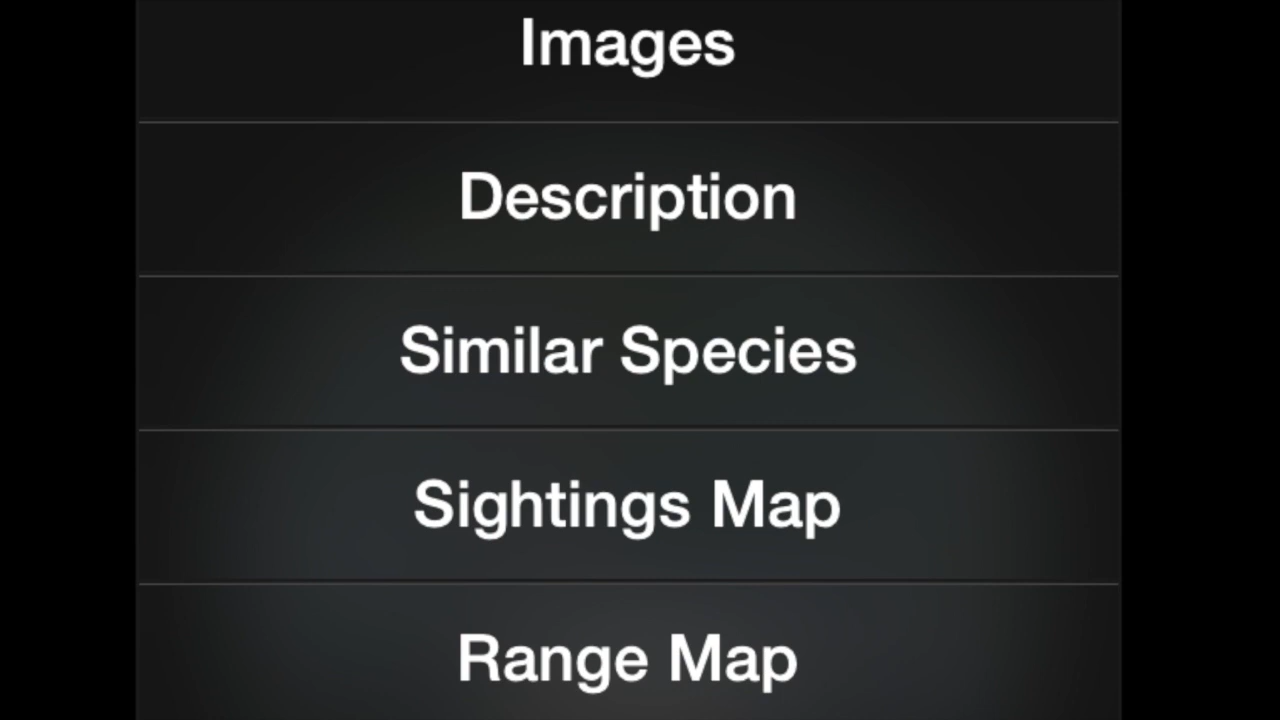 Images
Description
Similar Species
Sightings Map
Range Map